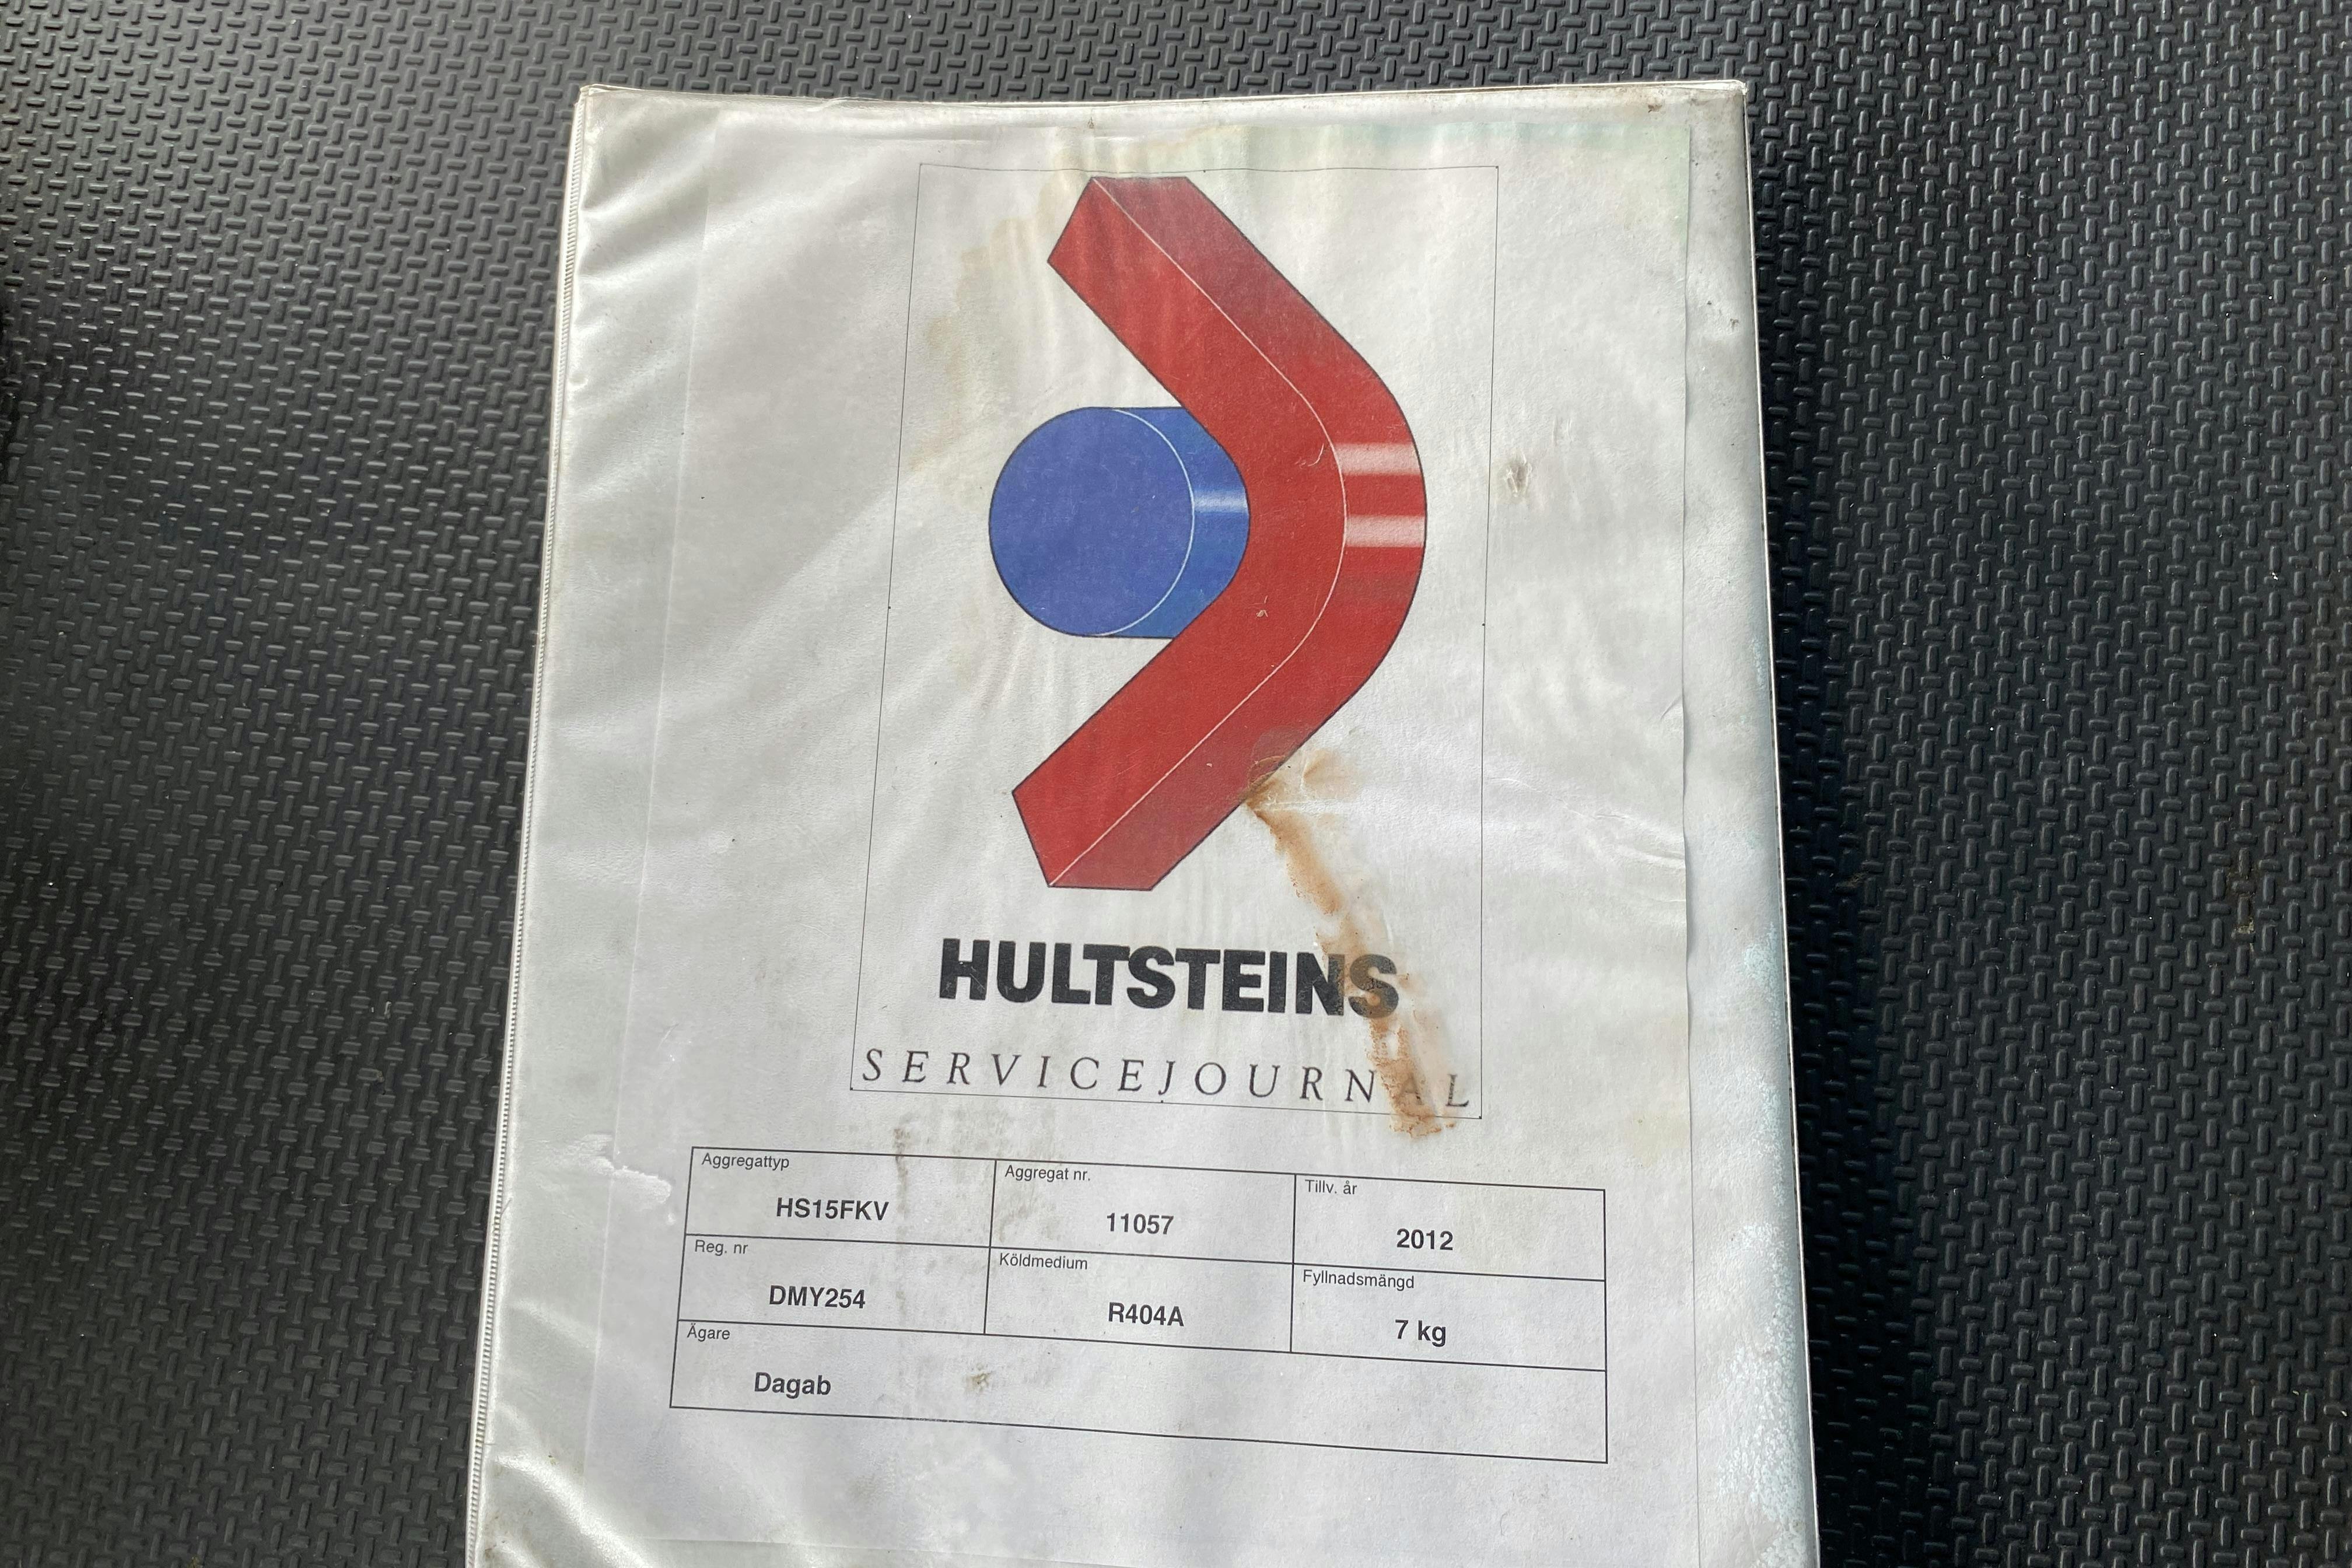 HULTSTEINS
SERVICEJOURNAL
Aggregattyp Aggregat nr. Tillv. år
HS15FKV 11057 2012
Reg. nr Köldmedium Fyllnadsmängd
DMY254 R404A 7 kg
Ägare
Dagab